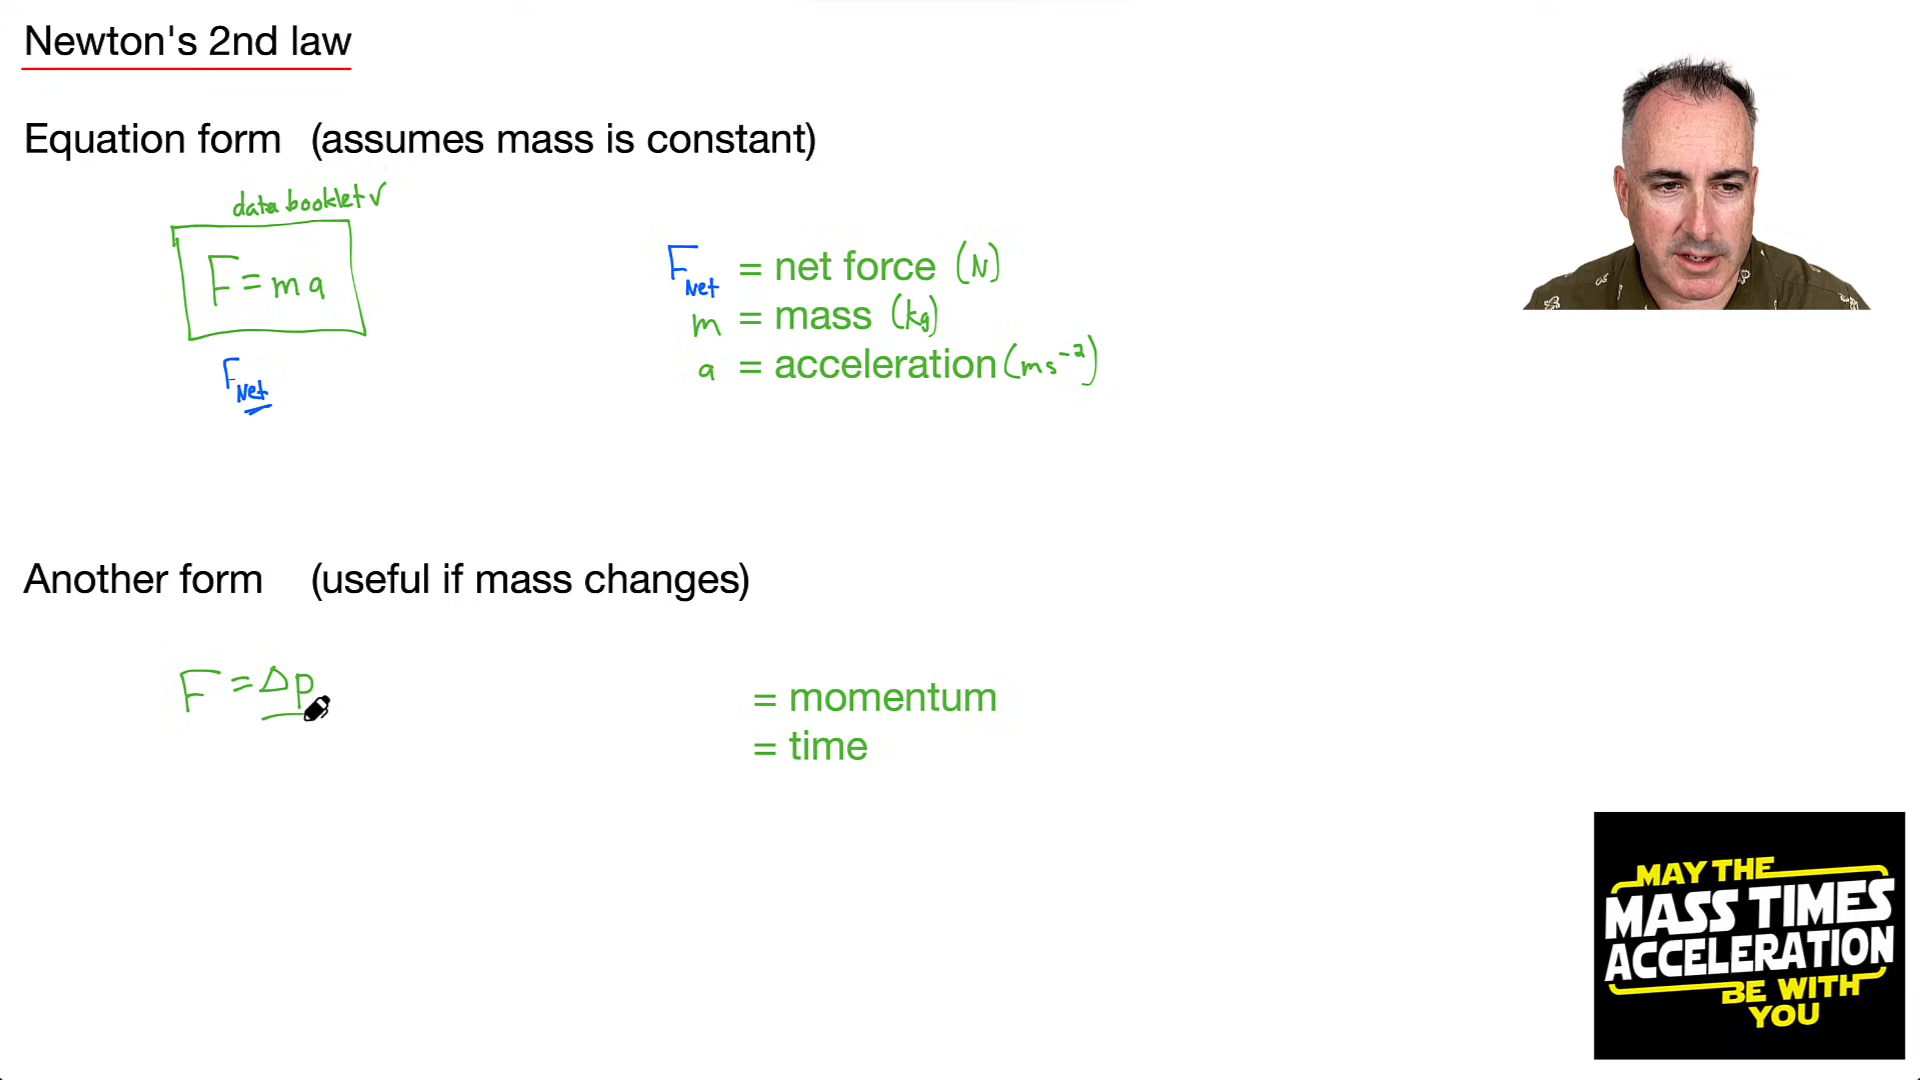 Newton's 2nd law
Equation form (assumes mass is constant)
data booklet ✓
F = ma
F Net
F Net = net force (N)
m = mass (kg)
a = acceleration (ms⁻²)
Another form (useful if mass changes)
F = Δp
= momentum
= time
MAY THE
MASS TIMES
ACCELERATION
BE WITH
YOU